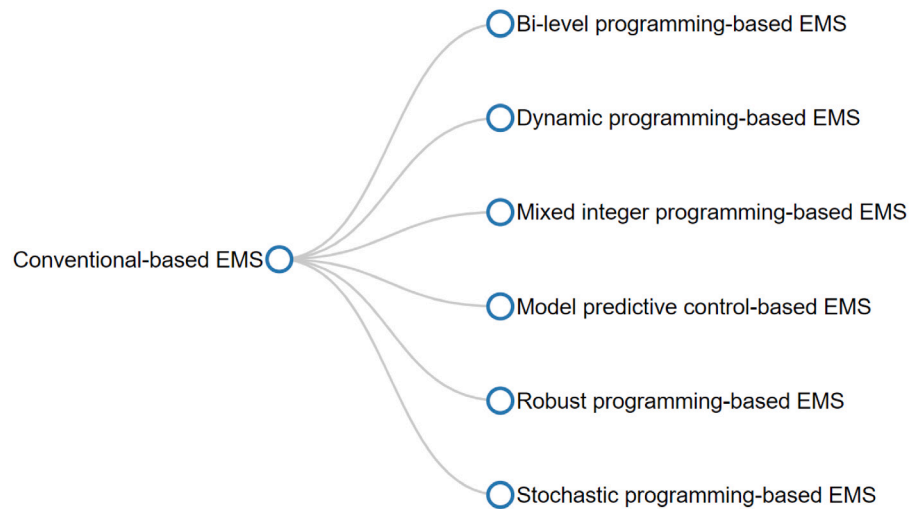 Bi-level programming-based EMS
Dynamic programming-based EMS
Mixed integer programming-based EMS
Conventional-based EMS
Model predictive control-based EMS
Robust programming-based EMS
Stochastic programming-based EMS